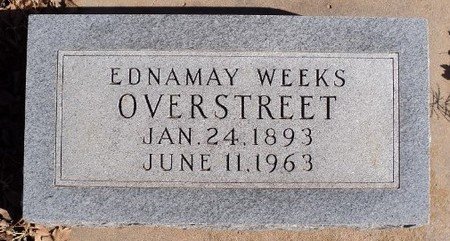 EDNAMAY WEEKS
OVERSTREET
JAN. 24, 1893
JUNE 11, 1963